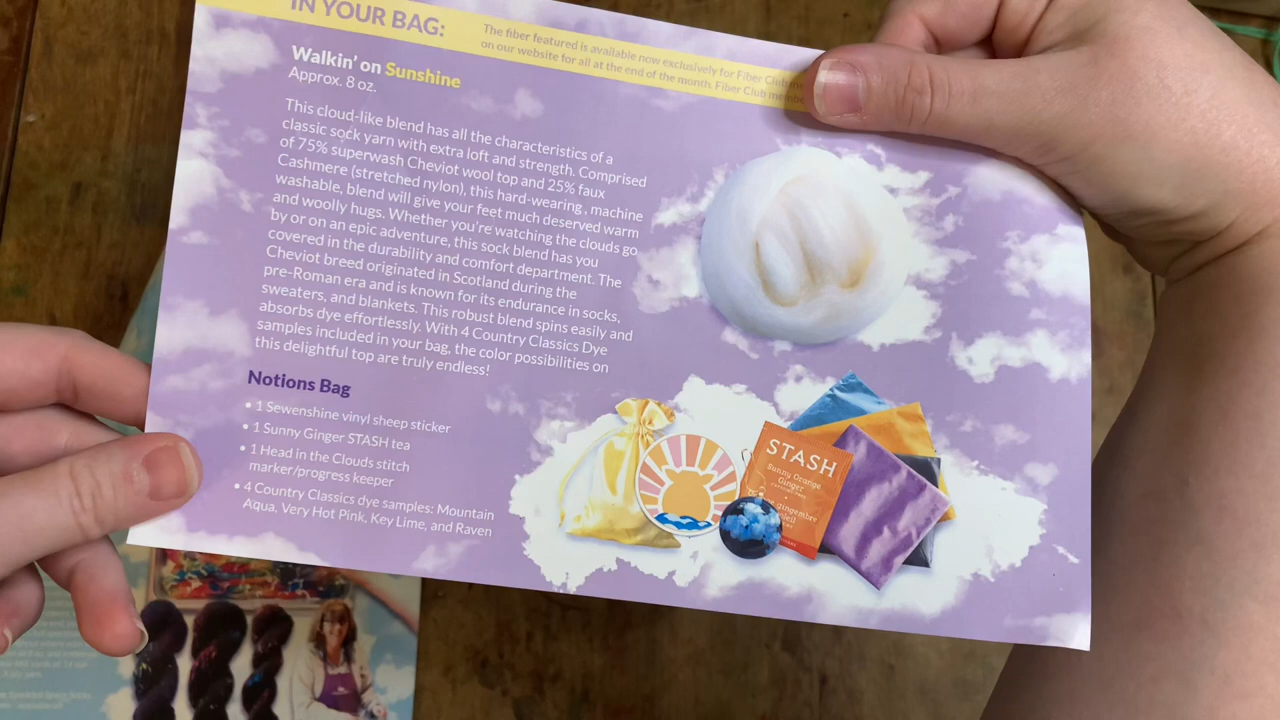 IN YOUR BAG:
The fiber featured is available now exclusively for Fiber Club
on our website for all at the end of the month. Fiber Club
Walkin' on Sunshine
Approx. 8 oz.
This cloud-like blend has all the characteristics of a
classic sock yarn with extra loft and strength. Comprised
of 75% superwash Cheviot wool top and 25% faux
Cashmere (stretched nylon), this hard-wearing, machine
washable, blend will give your feet much deserved warm
and woolly hugs. Whether you're watching the clouds go
by or on an epic adventure, this sock blend has you
covered in the durability and comfort department. The
Cheviot breed originated in Scotland during the
pre-Roman era and is known for its endurance in socks,
sweaters, and blankets. This robust blend spins easily and
absorbs dye effortlessly. With 4 Country Classics Dye
samples included in your bag, the color possibilities on
this delightful top are truly endless!
Notions Bag
• 1 Sewenshine vinyl sheep sticker
• 1 Sunny Ginger STASH tea
• 1 Head in the Clouds stitch
marker/progress keeper
• 4 Country Classics dye samples: Mountain
Aqua, Very Hot Pink, Key Lime, and Raven
STASH
Sunny Orange
Ginger
gingembre